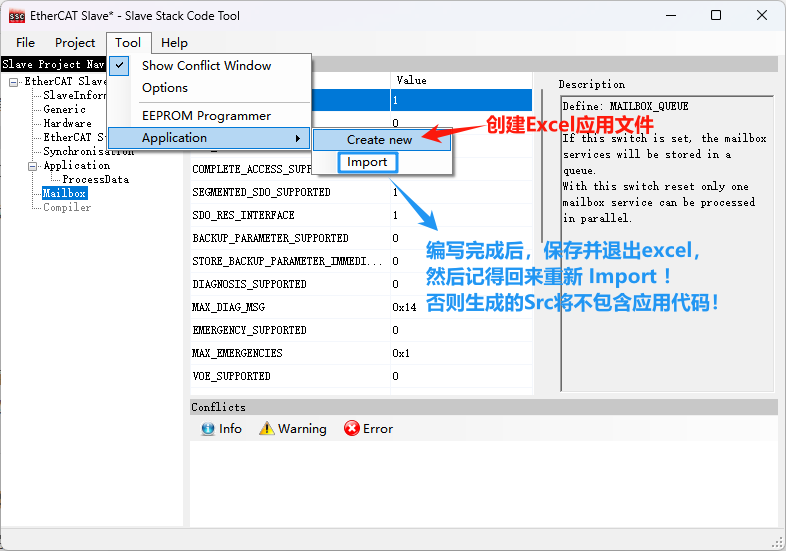 EtherCAT Slave* - Slave Stack Code Tool
File Project Tool Help
Slave Project Nav
EtherCAT Slave
SlaveInfor
Generic
Hardware
EtherCAT S
Synchronisation
Application
ProcessData
Mailbox
Compiler
Show Conflict Window
Options
EEPROM Programmer
Application
Create new
Import
创建Excel应用文件
编写完成后，保存并退出excel，
然后记得回来重新 Import！
否则生成的Src将不包含应用代码！
Value
1
0
COMPLETE_ACCESS_SUPP
SEGMENTED_SDO_SUPPORTED 1
SDO_RES_INTERFACE 1
BACKUP_PARAMETER_SUPPORTED 0
STORE_BACKUP_PARAMETER_IMMEDI... 0
DIAGNOSIS_SUPPORTED 0
MAX_DIAG_MSG 0x14
EMERGENCY_SUPPORTED 0
MAX_EMERGENCIES 0x1
VOE_SUPPORTED 0
Description
Define: MAILBOX_QUEUE
If this switch is set, the mailbox
services will be stored in a
queue.
With this switch reset only one
mailbox service can be processed
in parallel.
Conflicts
Info Warning Error